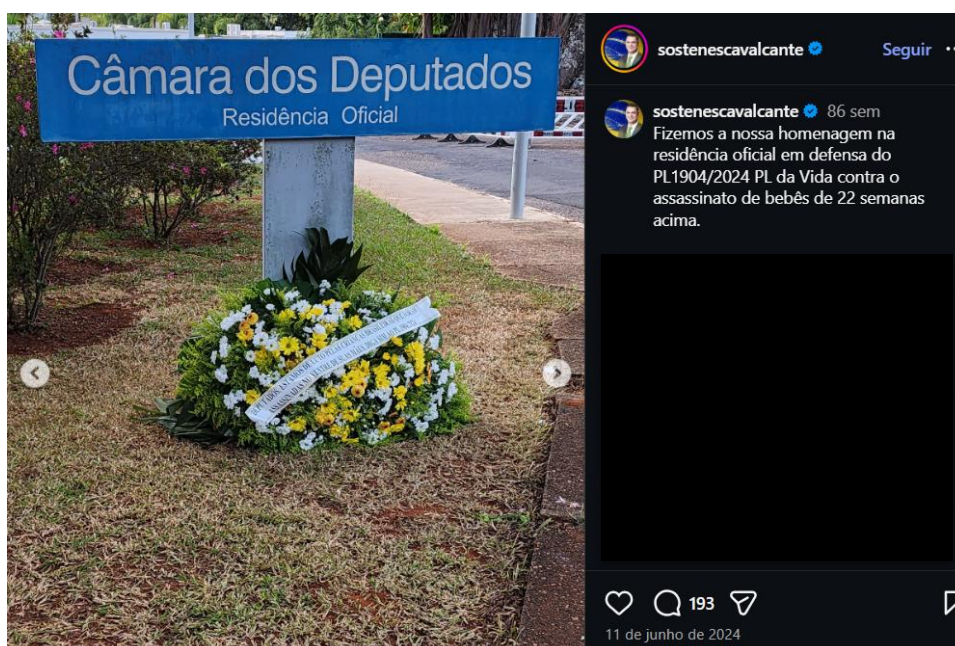 Câmara dos Deputados
Residência Oficial
sostenescavalcante
Seguir
sostenescavalcante 86 sem
Fizemos a nossa homenagem na
residência oficial em defensa do
PL1904/2024 PL da Vida contra o
assassinato de bebês de 22 semanas
acima.
193
11 de junho de 2024